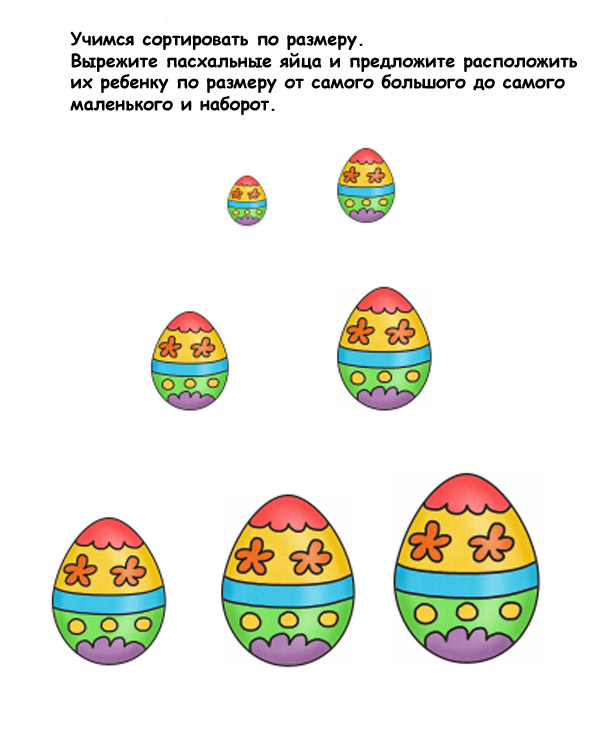 Учимся сортировать по размеру.
Вырежите пасхальные яйца и предложите расположить
их ребенку по размеру от самого большого до самого
маленького и наборот.